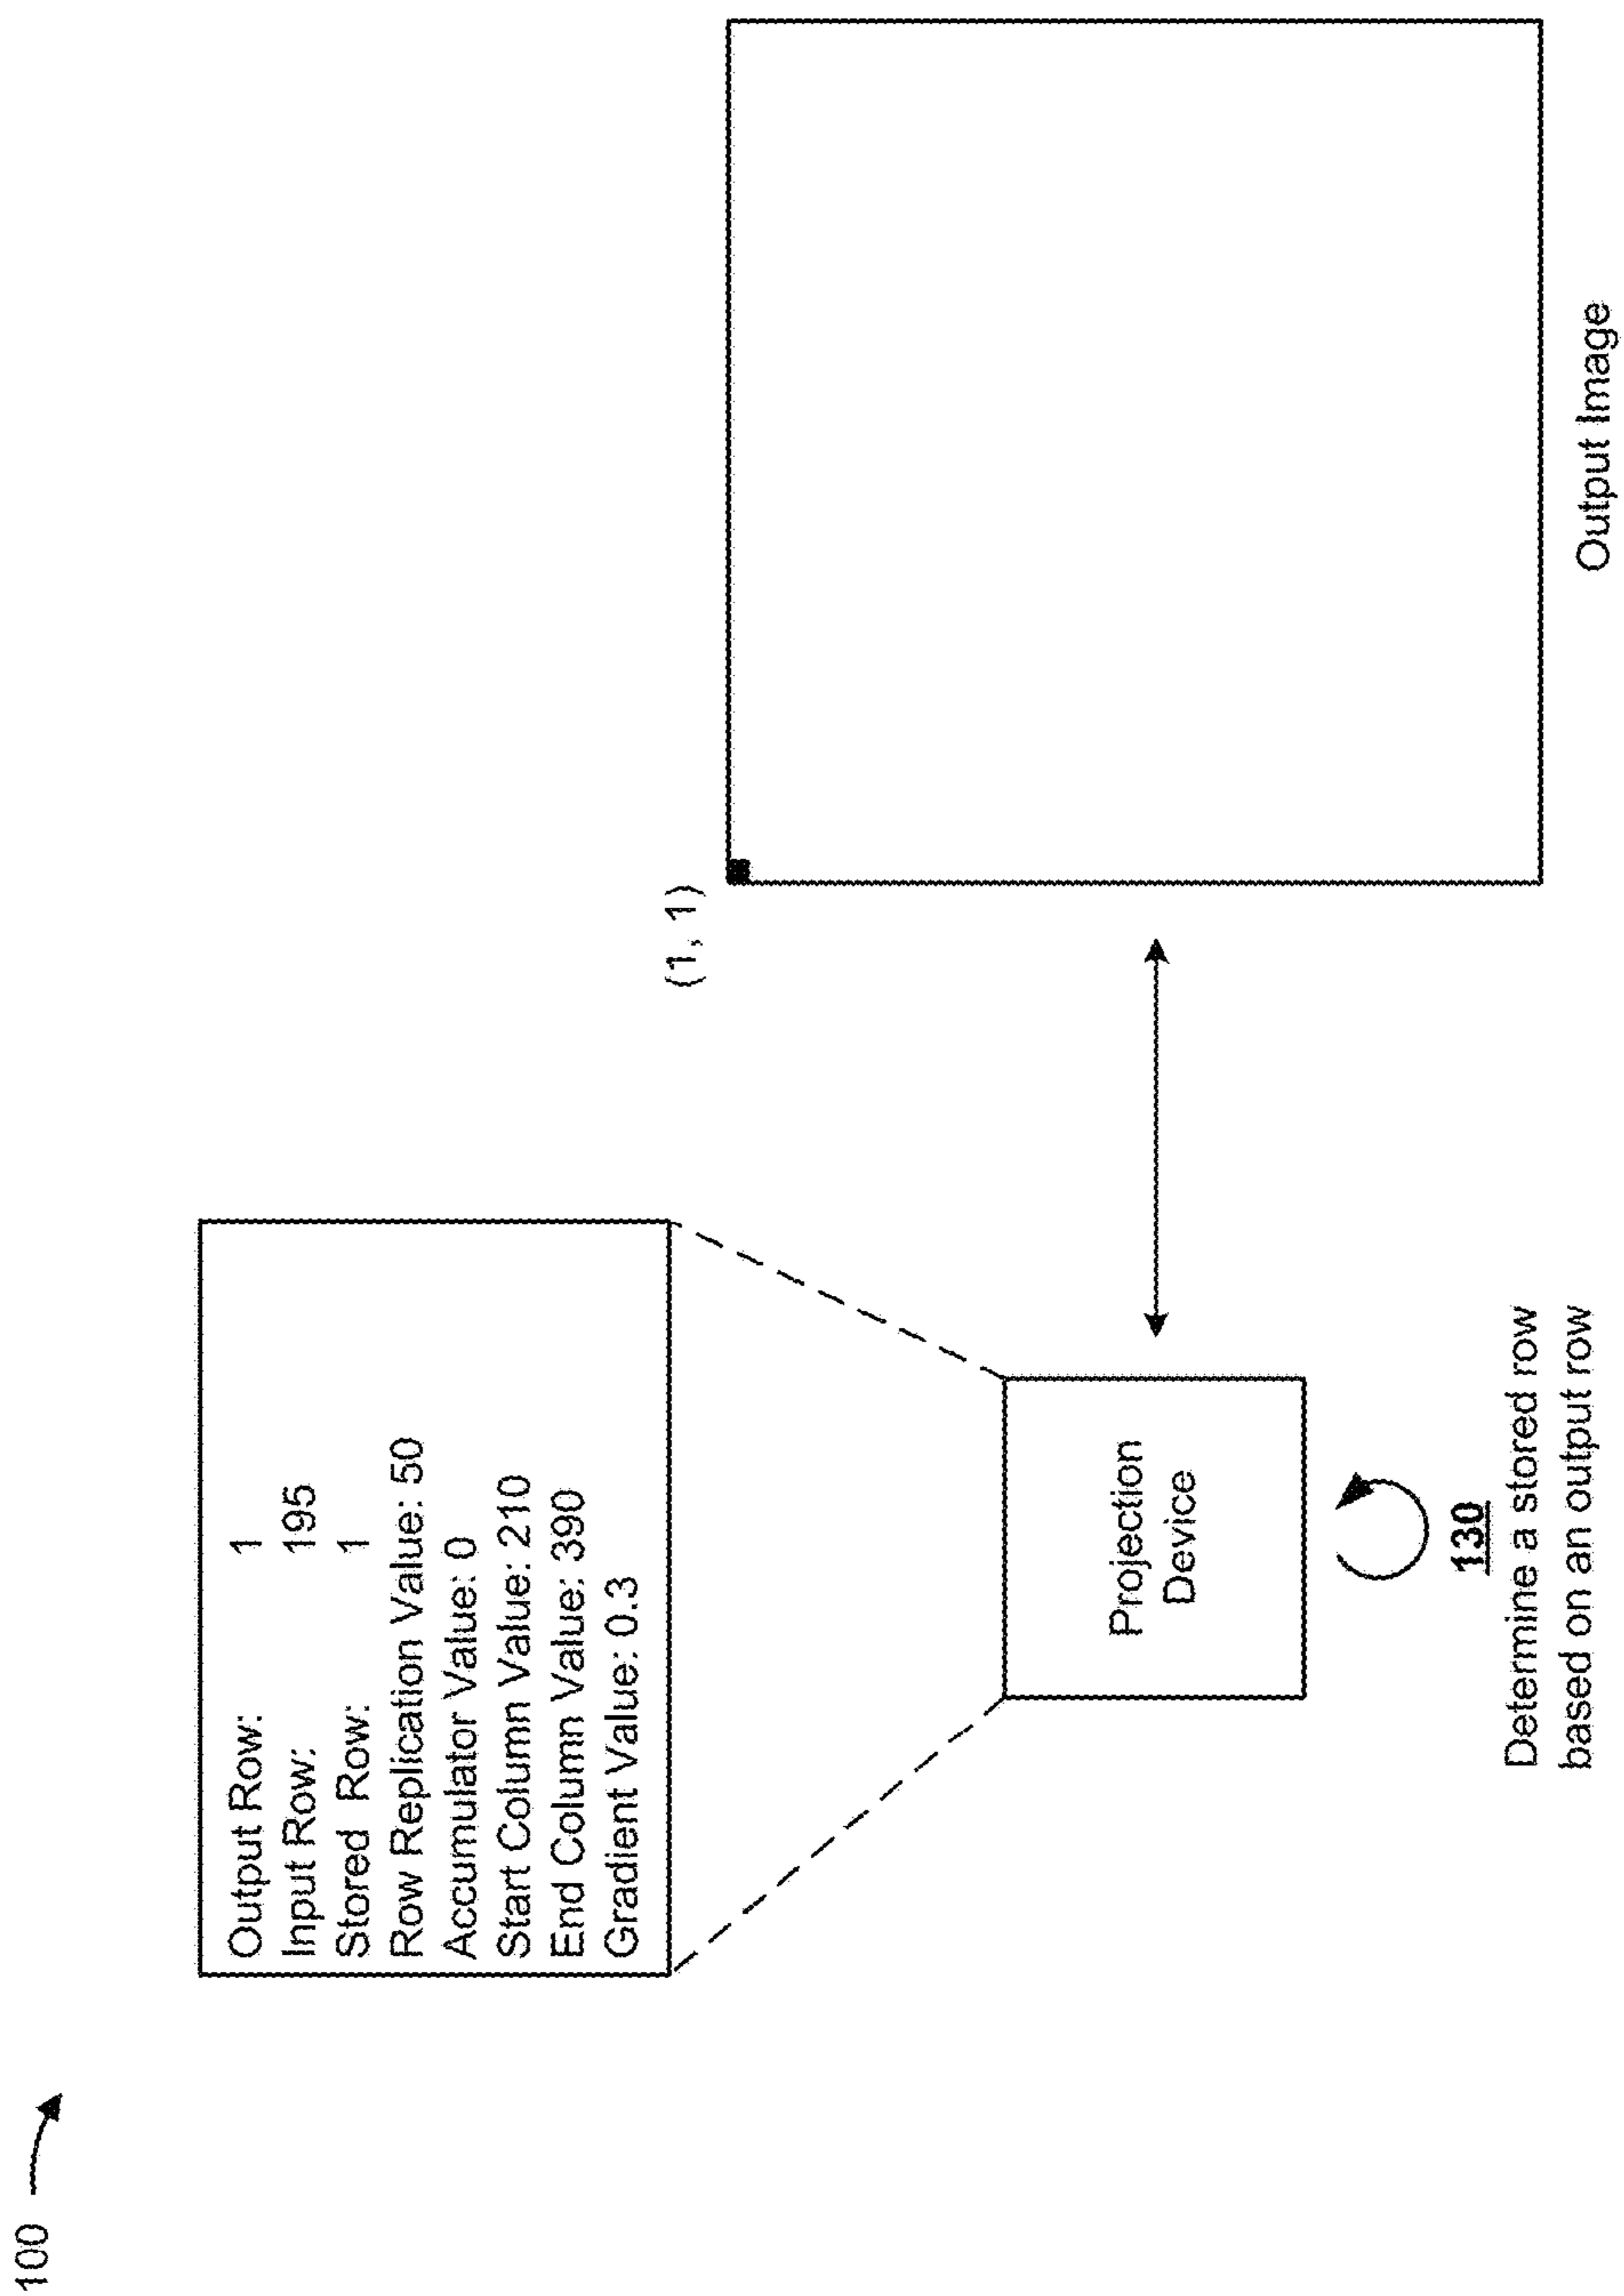 100
Output Row: 1
Input Row: 195
Stored Row: 1
Row Replication Value: 50
Accumulator Value: 0
Start Column Value: 210
End Column Value: 390
Gradient Value: 0.3
(1, 1)
Projection
Device
130
Determine a stored row
based on an output row
Output Image